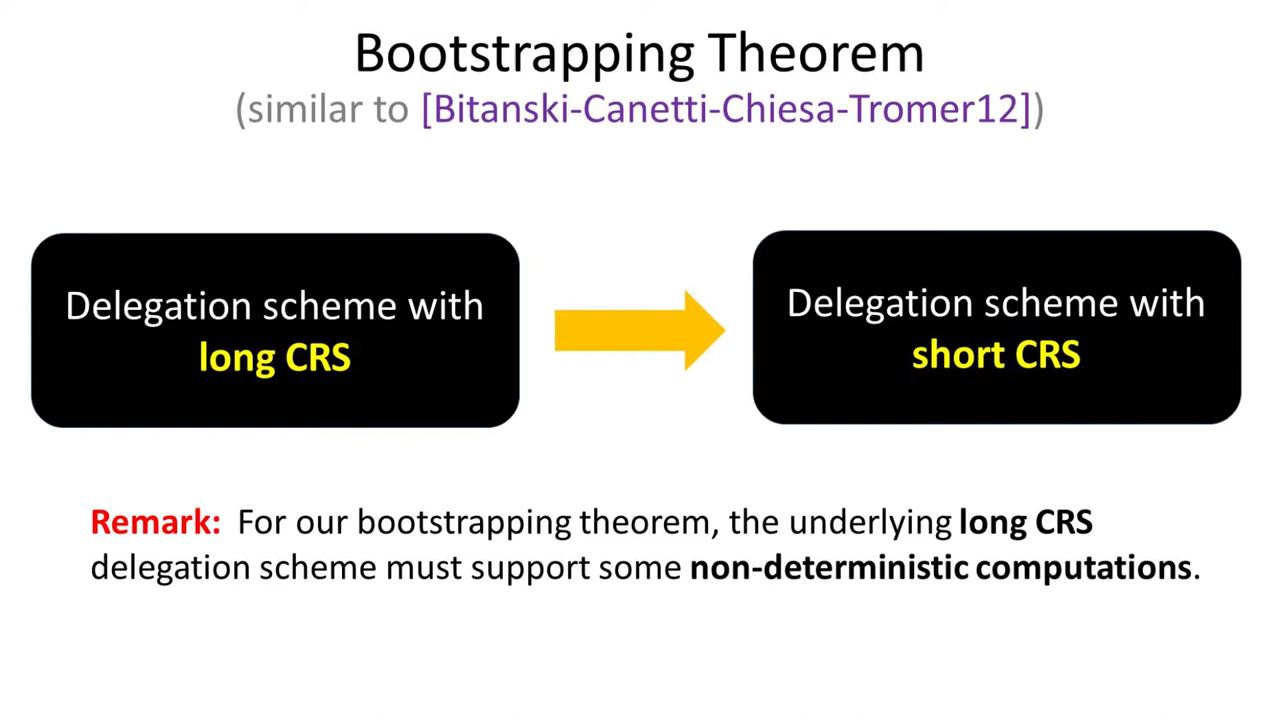 Bootstrapping Theorem
(similar to [Bitanski-Canetti-Chiesa-Tromer12])
Delegation scheme with
long CRS
Delegation scheme with
short CRS
Remark: For our bootstrapping theorem, the underlying long CRS
delegation scheme must support some non-deterministic computations.